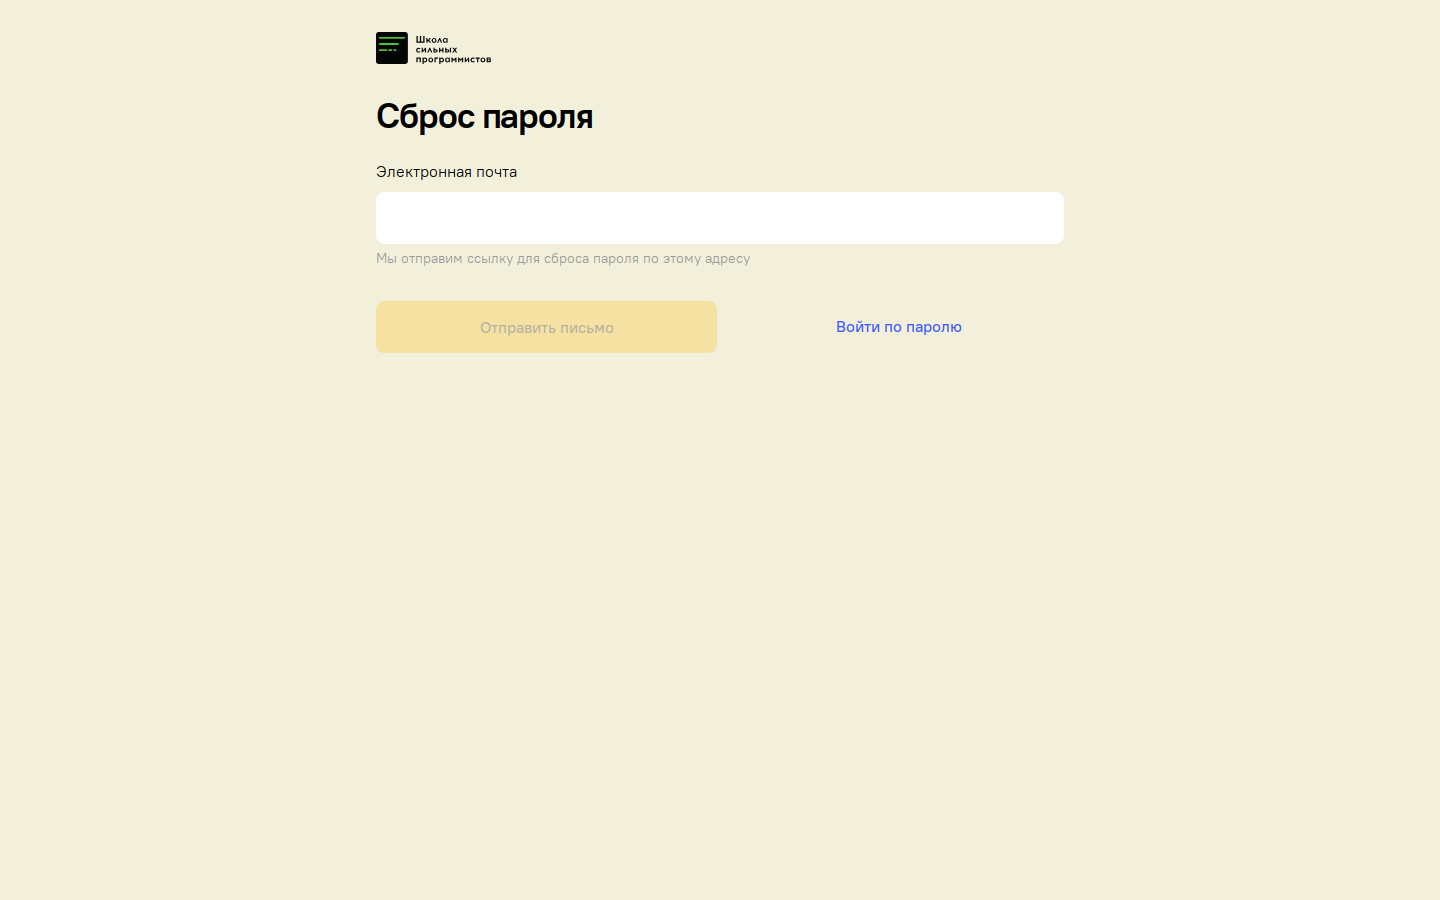 Школа
сильных
программистов
Сброс пароля
Электронная почта
Мы отправим ссылку для сброса пароля по этому адресу
Отправить письмо
Войти по паролю